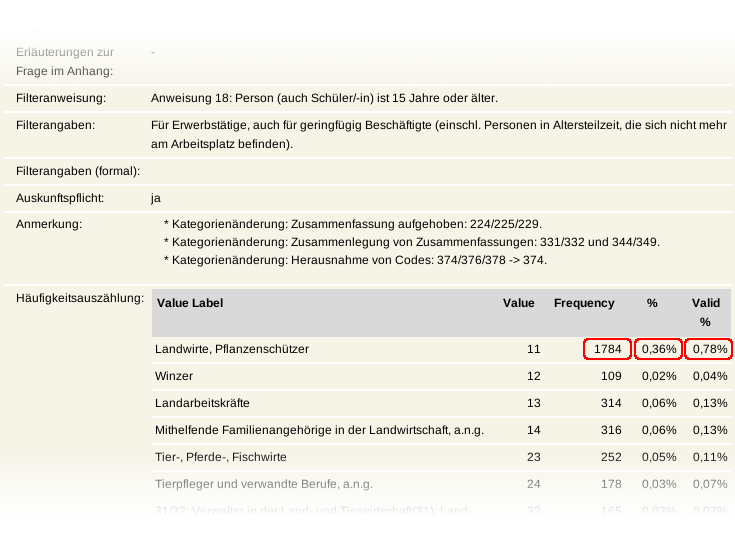 Erläuterungen zur -
Frage im Anhang:
Filteranweisung: Anweisung 18: Person (auch Schüler/-in) ist 15 Jahre oder älter.
Filterangaben: Für Erwerbstätige, auch für geringfügig Beschäftigte (einschl. Personen in Altersteilzeit, die sich nicht mehr
am Arbeitsplatz befinden).
Filterangaben (formal):
Auskunftspflicht: ja
Anmerkung: * Kategorienänderung: Zusammenfassung aufgehoben: 224/225/229.
* Kategorienänderung: Zusammenlegung von Zusammenfassungen: 331/332 und 344/349.
* Kategorienänderung: Herausnahme von Codes: 374/376/378 -> 374.
Häufigkeitsauszählung: Value Label Value Frequency % Valid
%
Landwirte, Pflanzenschützer 11 1784 0,36% 0,78%
Winzer 12 109 0,02% 0,04%
Landarbeitskräfte 13 314 0,06% 0,13%
Mithelfende Familienangehörige in der Landwirtschaft, a.n.g. 14 316 0,06% 0,13%
Tier-, Pferde-, Fischwirte 23 252 0,05% 0,11%
Tierpfleger und verwandte Berufe, a.n.g. 24 178 0,03% 0,07%
31/32: Verwalter in der Land- und Tierwirtschaft(31); Land-, 32 165 0,03% 0,07%